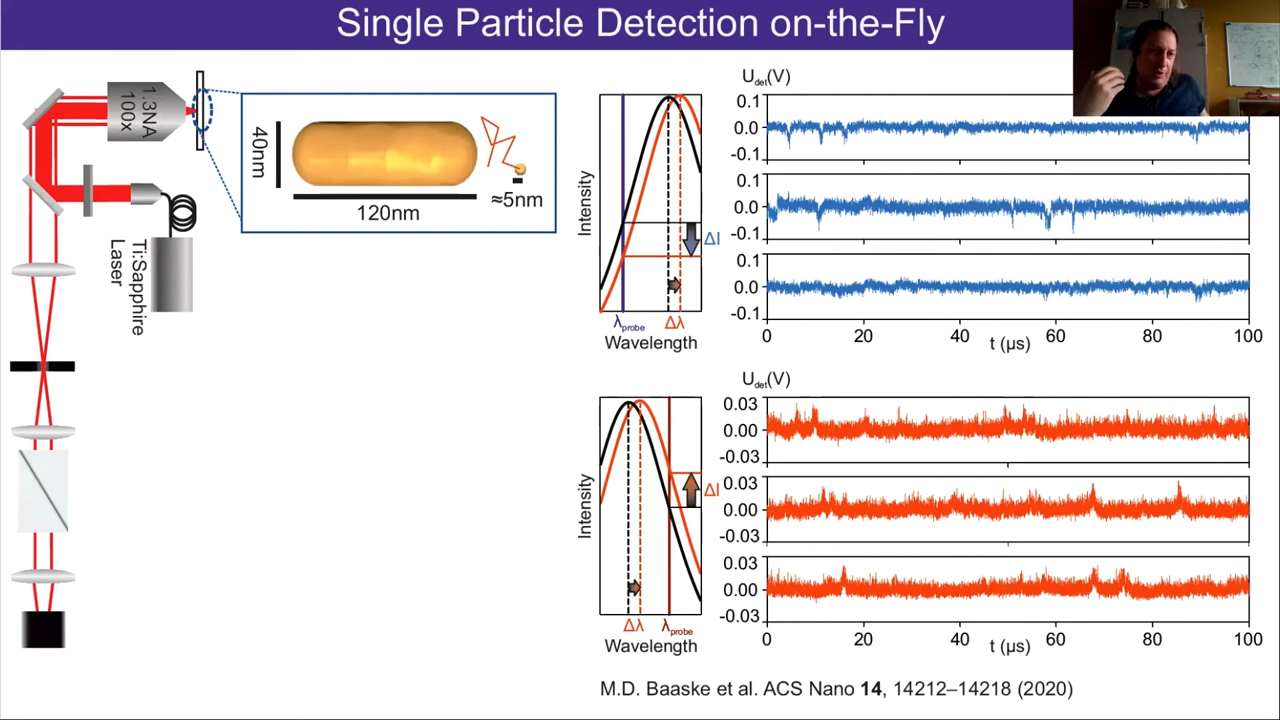 Single Particle Detection on-the-Fly
1.3NA
100x
Ti:Sapphire
Laser
40nm
120nm
≈5nm
Intensity
ΔI
λprobe
Δλ
Wavelength
Udet(V)
0.1
0.0
-0.1
0.1
0.0
-0.1
0.1
0.0
-0.1
0 20 40 60 80 100
t (µs)
Intensity
ΔI
Δλ
λprobe
Wavelength
Udet(V)
0.03
0.00
-0.03
0.03
0.00
-0.03
0.03
0.00
-0.03
0 20 40 60 80 100
t (µs)
M.D. Baaske et al. ACS Nano 14, 14212–14218 (2020)